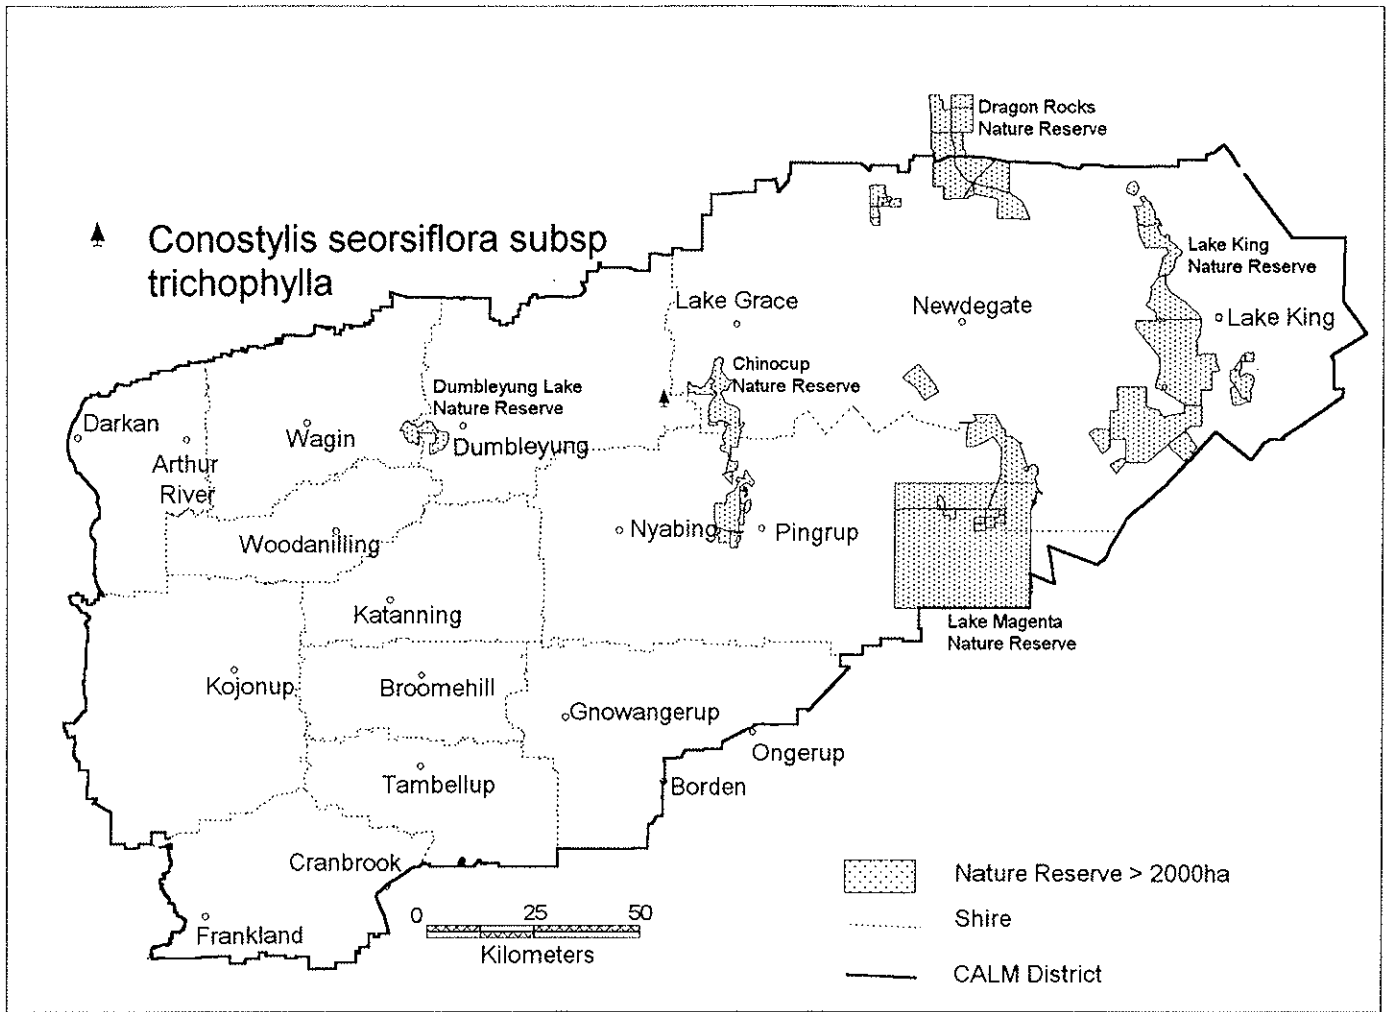 Dragon Rocks
Nature Reserve
Conostylis seorsiflora subsp
trichophylla
Lake King
Nature Reserve
Lake Grace
Newdegate
Lake King
Chinocup
Nature Reserve
Dumbleyung Lake
Nature Reserve
Darkan
Wagin
Dumbleyung
Arthur
River
Nyabing
Pingrup
Woodanilling
Katanning
Lake Magenta
Nature Reserve
Kojonup
Broomehill
Gnowangerup
Ongerup
Tambellup
Borden
Cranbrook
Frankland
0 25 50
Kilometers
Nature Reserve > 2000ha
Shire
CALM District